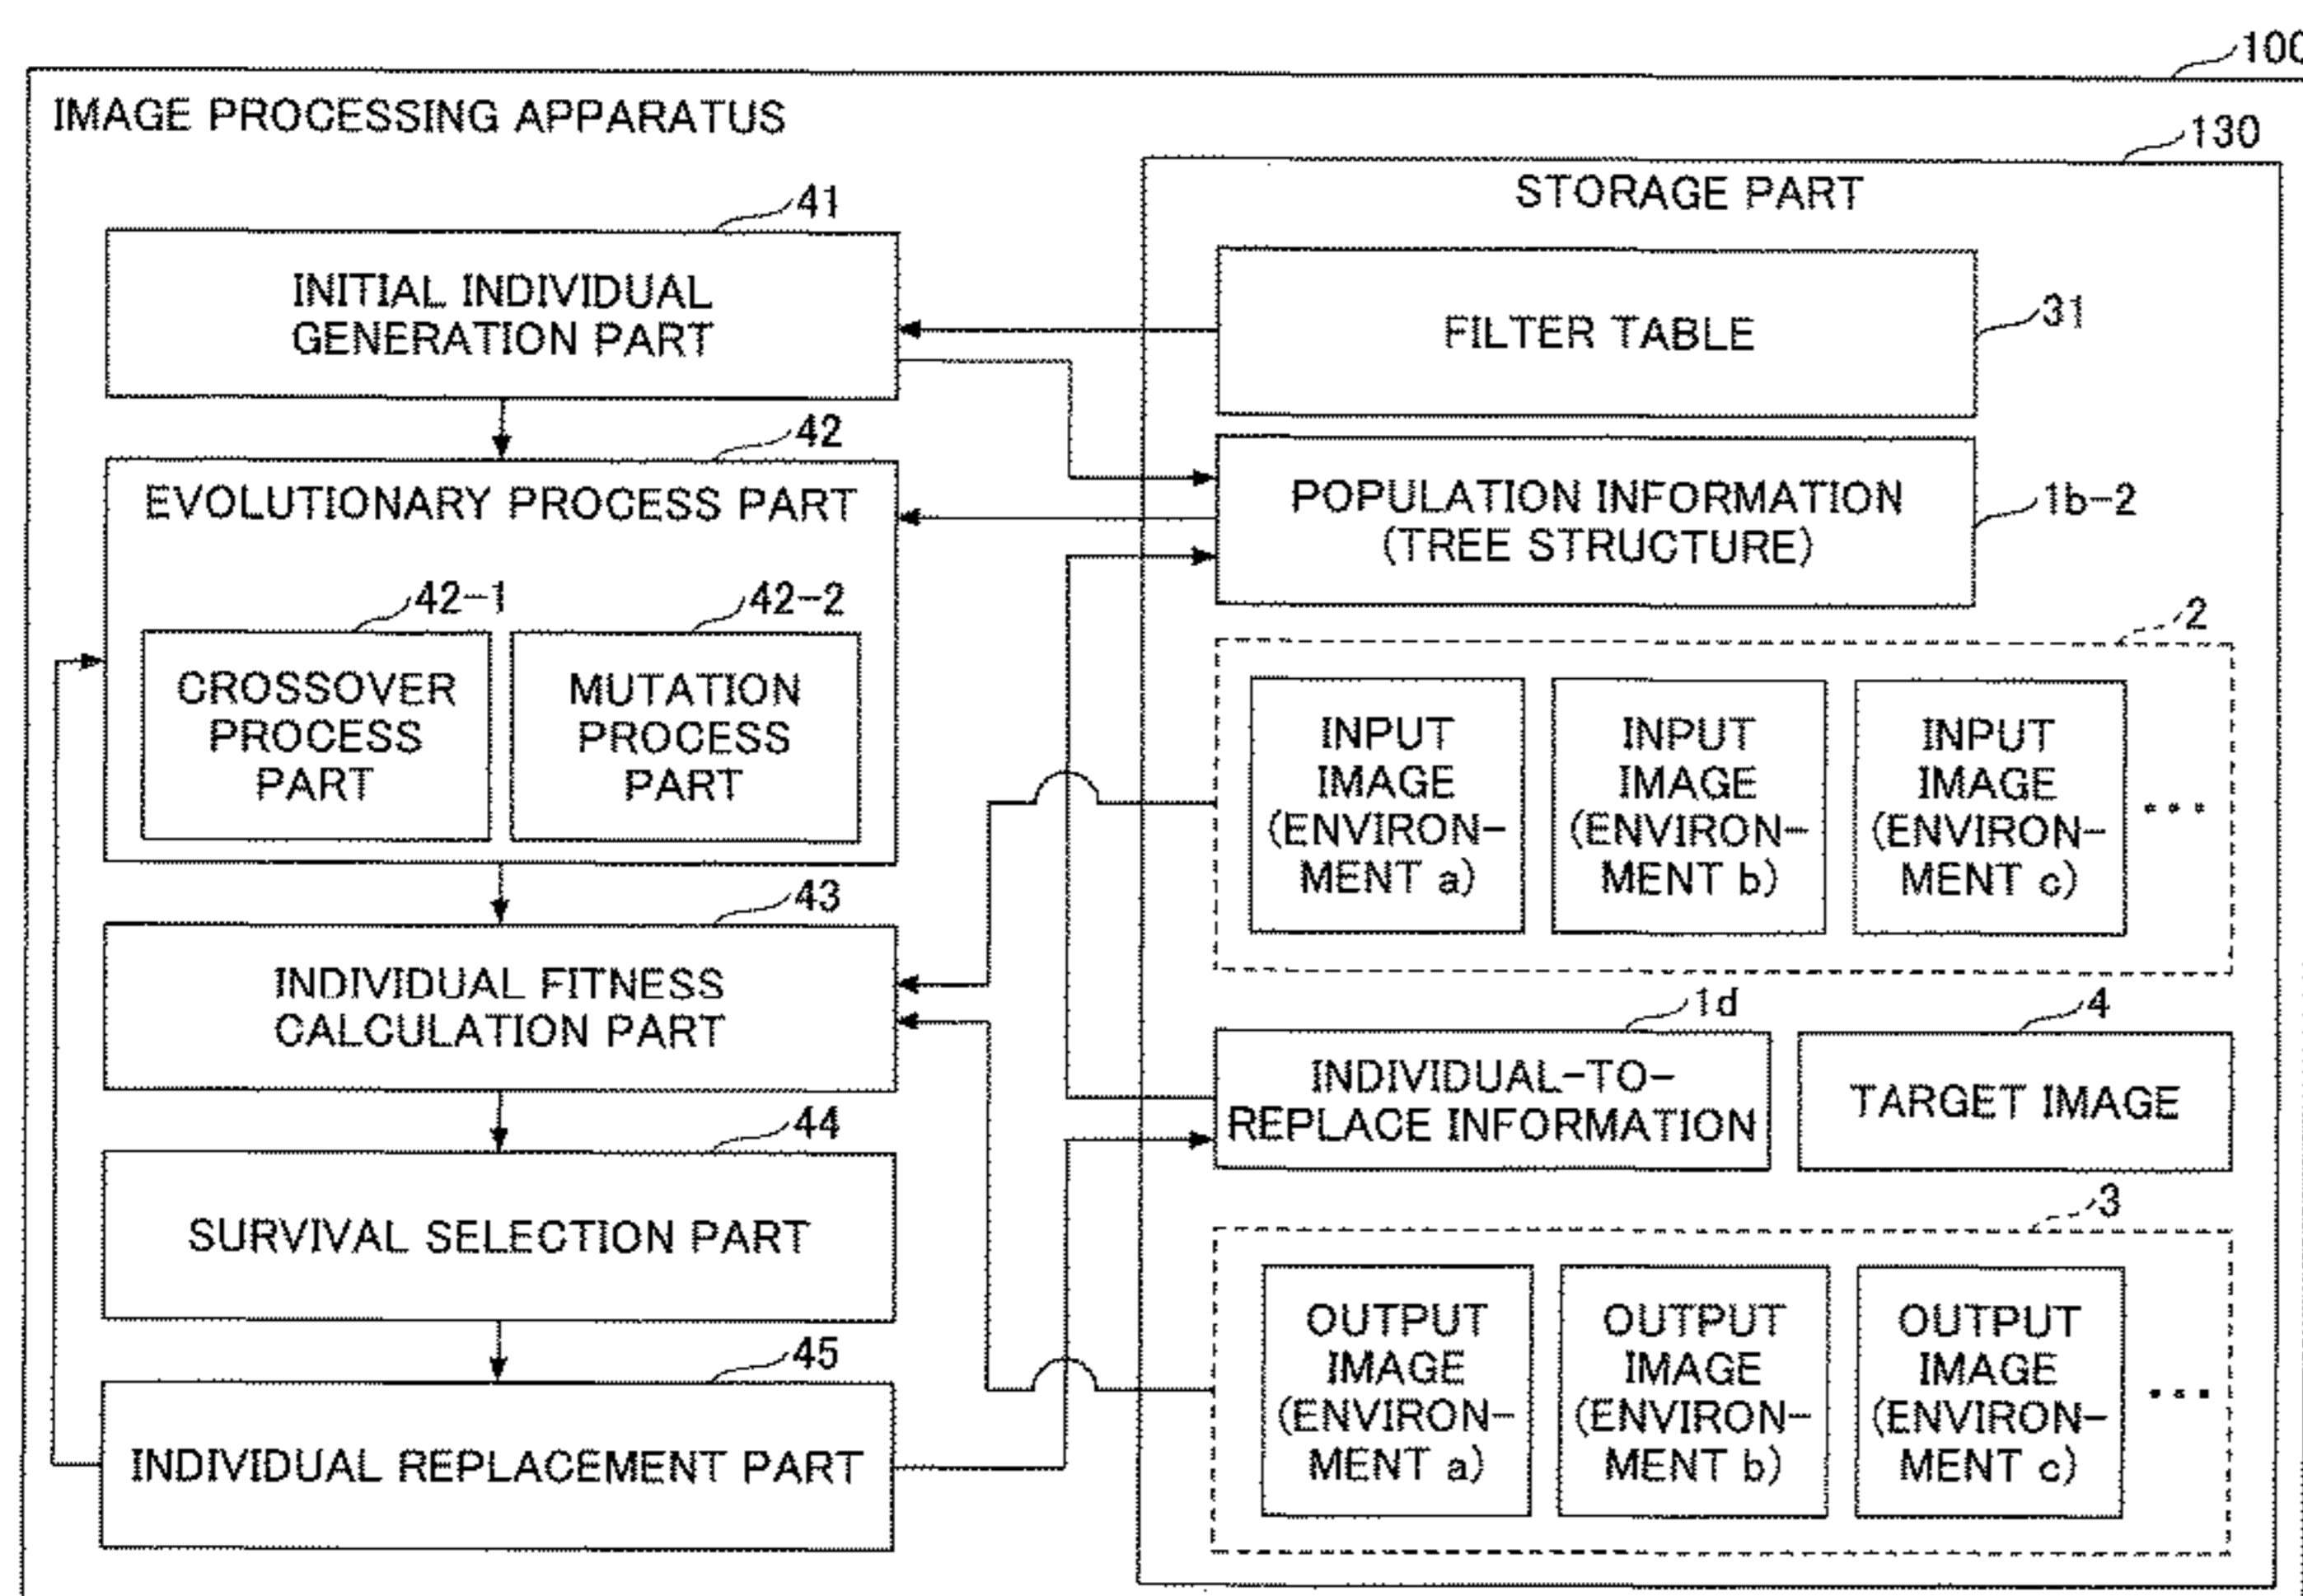 100
IMAGE PROCESSING APPARATUS
130
STORAGE PART
41
INITIAL INDIVIDUAL
GENERATION PART
FILTER TABLE
31
42
EVOLUTIONARY PROCESS PART
POPULATION INFORMATION
(TREE STRUCTURE)
1b-2
42-1
CROSSOVER
PROCESS
PART
42-2
MUTATION
PROCESS
PART
2
INPUT
IMAGE
(ENVIRON-
MENT a)
INPUT
IMAGE
(ENVIRON-
MENT b)
INPUT
IMAGE
(ENVIRON-
MENT c)
...
43
INDIVIDUAL FITNESS
CALCULATION PART
1d
INDIVIDUAL-TO-
REPLACE INFORMATION
4
TARGET IMAGE
44
SURVIVAL SELECTION PART
3
OUTPUT
IMAGE
(ENVIRON-
MENT a)
OUTPUT
IMAGE
(ENVIRON-
MENT b)
OUTPUT
IMAGE
(ENVIRON-
MENT c)
...
45
INDIVIDUAL REPLACEMENT PART